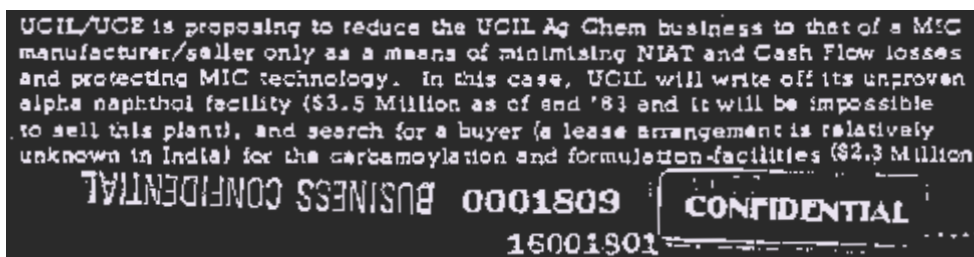 UCIL/UCE is proposing to reduce the UCIL Ag Chem business to that of a MIC
manufacturer/seller only as a means of minimising NIAT and Cash Flow losses
and protecting MIC technology. In this case, UCIL will write off its unproven
alpha naphthol facility ($3.5 Million as of end '83 and it will be impossible
to sell this plant), and search for a buyer (a lease arrangement is relatively
unknown in India) for the carbamoylation and formulation facilities ($2.3 Million
BUSINESS CONFIDENTIAL 0001809 CONFIDENTIAL
16001801